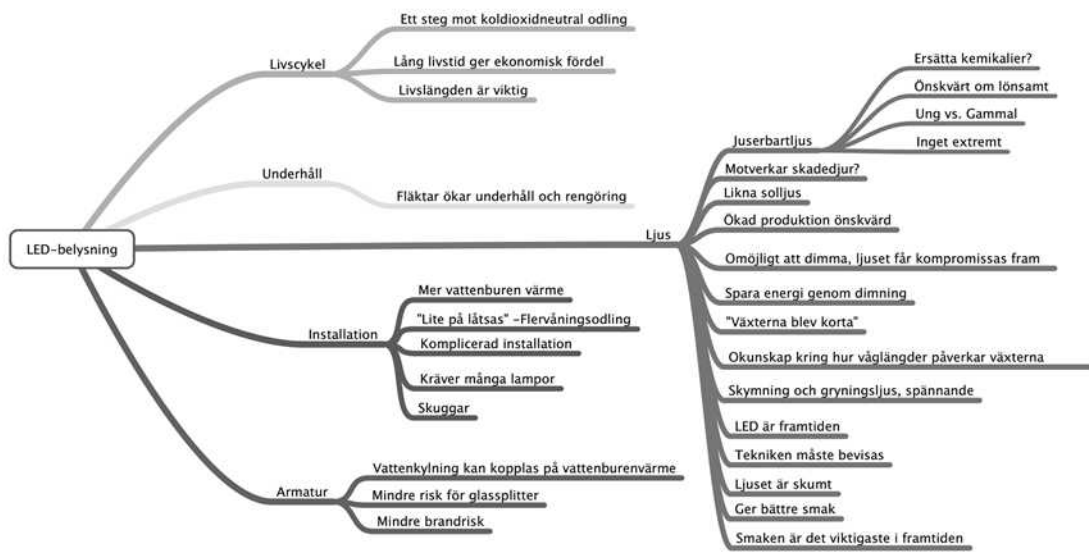 LED-belysning
Livscykel
Ett steg mot koldioxidneutral odling
Lång livstid ger ekonomisk fördel
Livslängden är viktig
Underhåll
Fläktar ökar underhåll och rengöring
Ljus
Juserbartljus
Ersätta kemikalier?
Önskvärt om lönsamt
Ung vs. Gammal
Inget extremt
Motverkar skadedjur?
Likna solljus
Ökad produktion önskvärd
Omöjligt att dimma, ljuset får kompromissas fram
Spara energi genom dimning
"Växterna blev korta"
Okunskap kring hur våglängder påverkar växterna
Skymning och gryningsljus, spännande
LED är framtiden
Tekniken måste bevisas
Ljuset är skumt
Ger bättre smak
Smaken är det viktigaste i framtiden
Installation
Mer vattenburen värme
"Lite på låtsas" -Flervåningsodling
Komplicerad installation
Kräver många lampor
Skuggar
Armatur
Vattenkylning kan kopplas på vattenburenvärme
Mindre risk för glassplitter
Mindre brandrisk